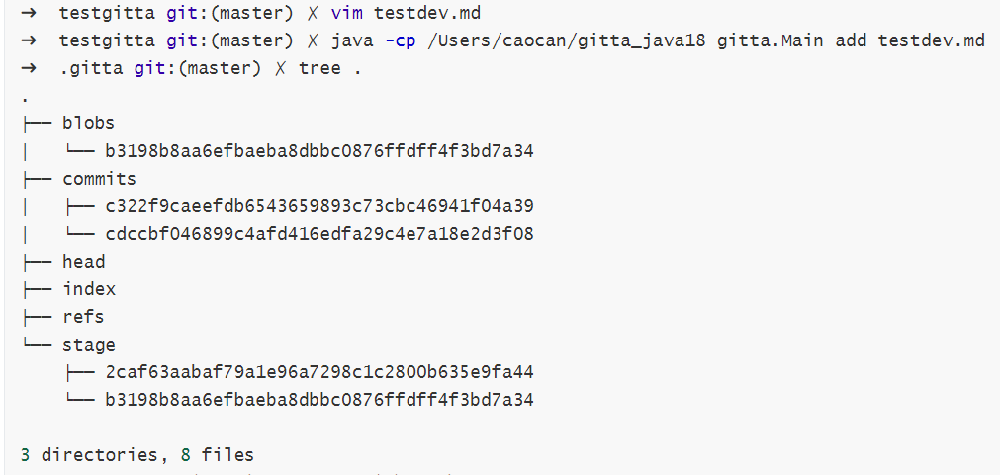 → testgitta git:(master) ✗ vim testdev.md
→ testgitta git:(master) ✗ java -cp /Users/caocan/gitta_java18 gitta.Main add testdev.md
→ .gitta git:(master) ✗ tree .
.
├── blobs
│   └── b3198b8aa6efbaeba8dbbc0876ffdff4f3bd7a34
├── commits
│   ├── c322f9caeefdb6543659893c73cbc46941f04a39
│   └── cdccbf046899c4afd416edfa29c4e7a18e2d3f08
├── head
├── index
├── refs
└── stage
    ├── 2caf63aabaf79a1e96a7298c1c2800b635e9fa44
    └── b3198b8aa6efbaeba8dbbc0876ffdff4f3bd7a34
3 directories, 8 files